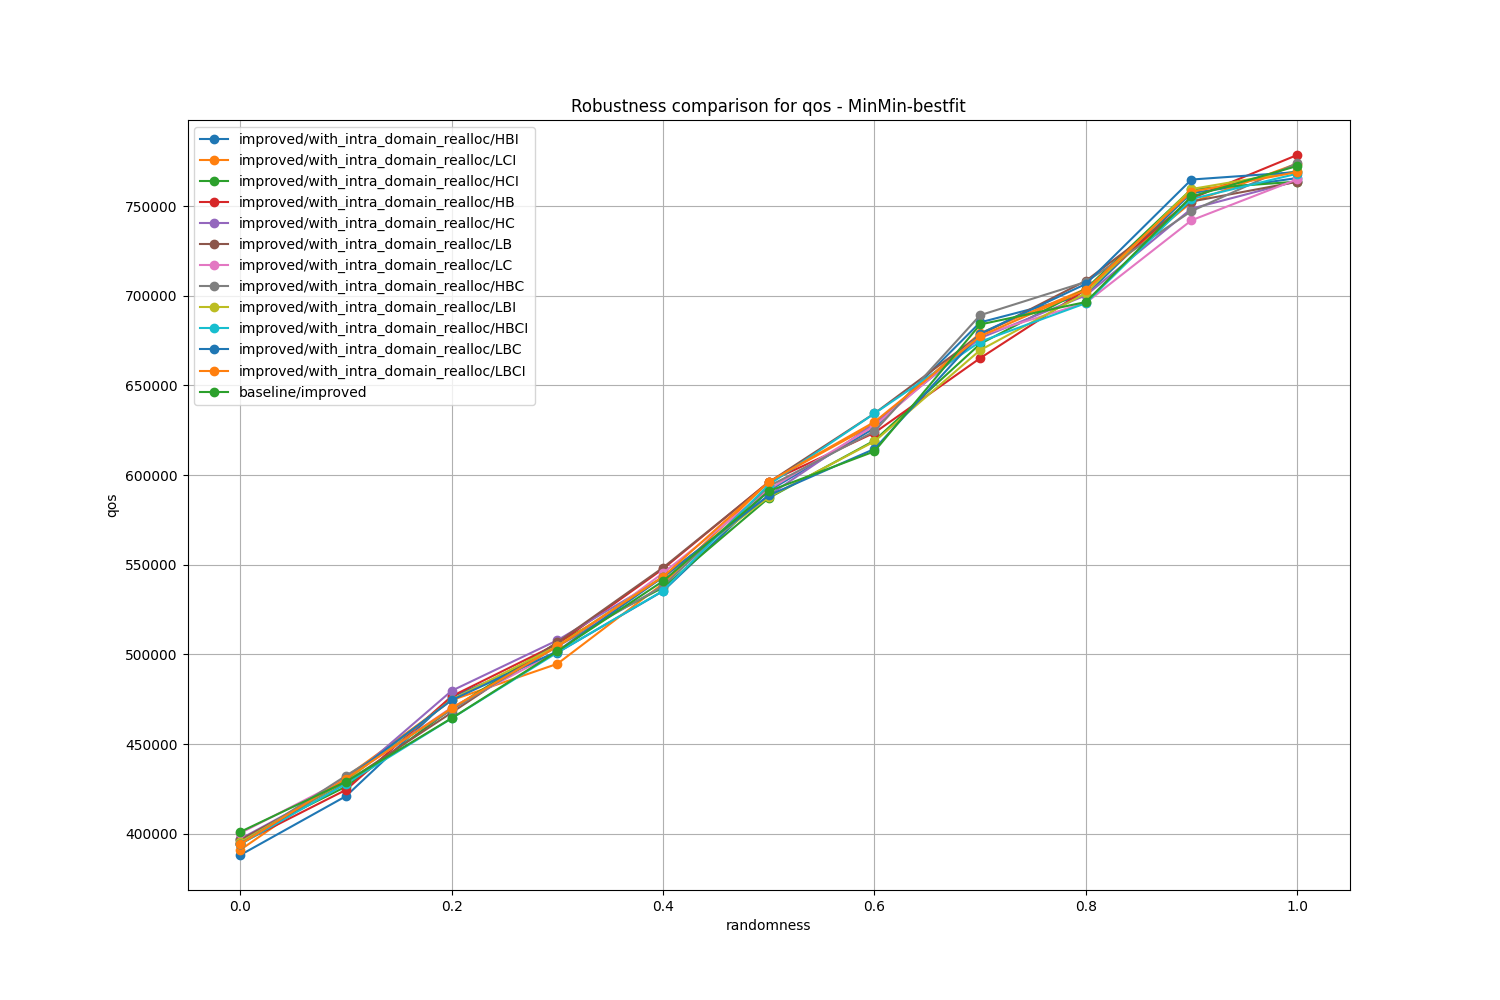 Robustness comparison for qos - MinMin-bestfit
improved/with_intra_domain_realloc/HBI
improved/with_intra_domain_realloc/LCI
improved/with_intra_domain_realloc/HCI
improved/with_intra_domain_realloc/HB
improved/with_intra_domain_realloc/HC
improved/with_intra_domain_realloc/LB
improved/with_intra_domain_realloc/LC
improved/with_intra_domain_realloc/HBC
improved/with_intra_domain_realloc/LBI
improved/with_intra_domain_realloc/HBCI
improved/with_intra_domain_realloc/LBC
improved/with_intra_domain_realloc/LBCI
baseline/improved
750000
700000
650000
600000
550000
500000
450000
400000
qos
0.0 0.2 0.4 0.6 0.8 1.0
randomness